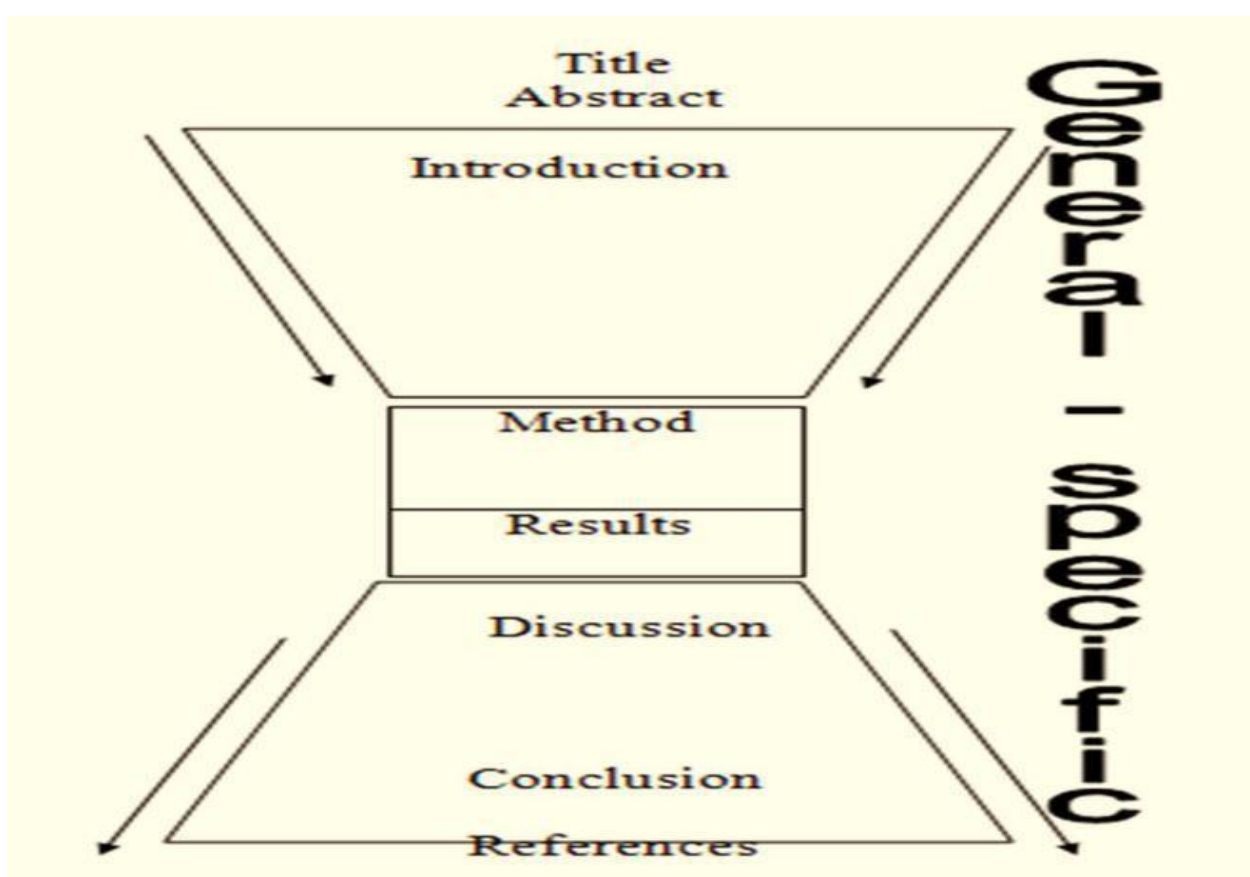 Title
Abstract
Introduction
Method
Results
Discussion
Conclusion
References
General - specific